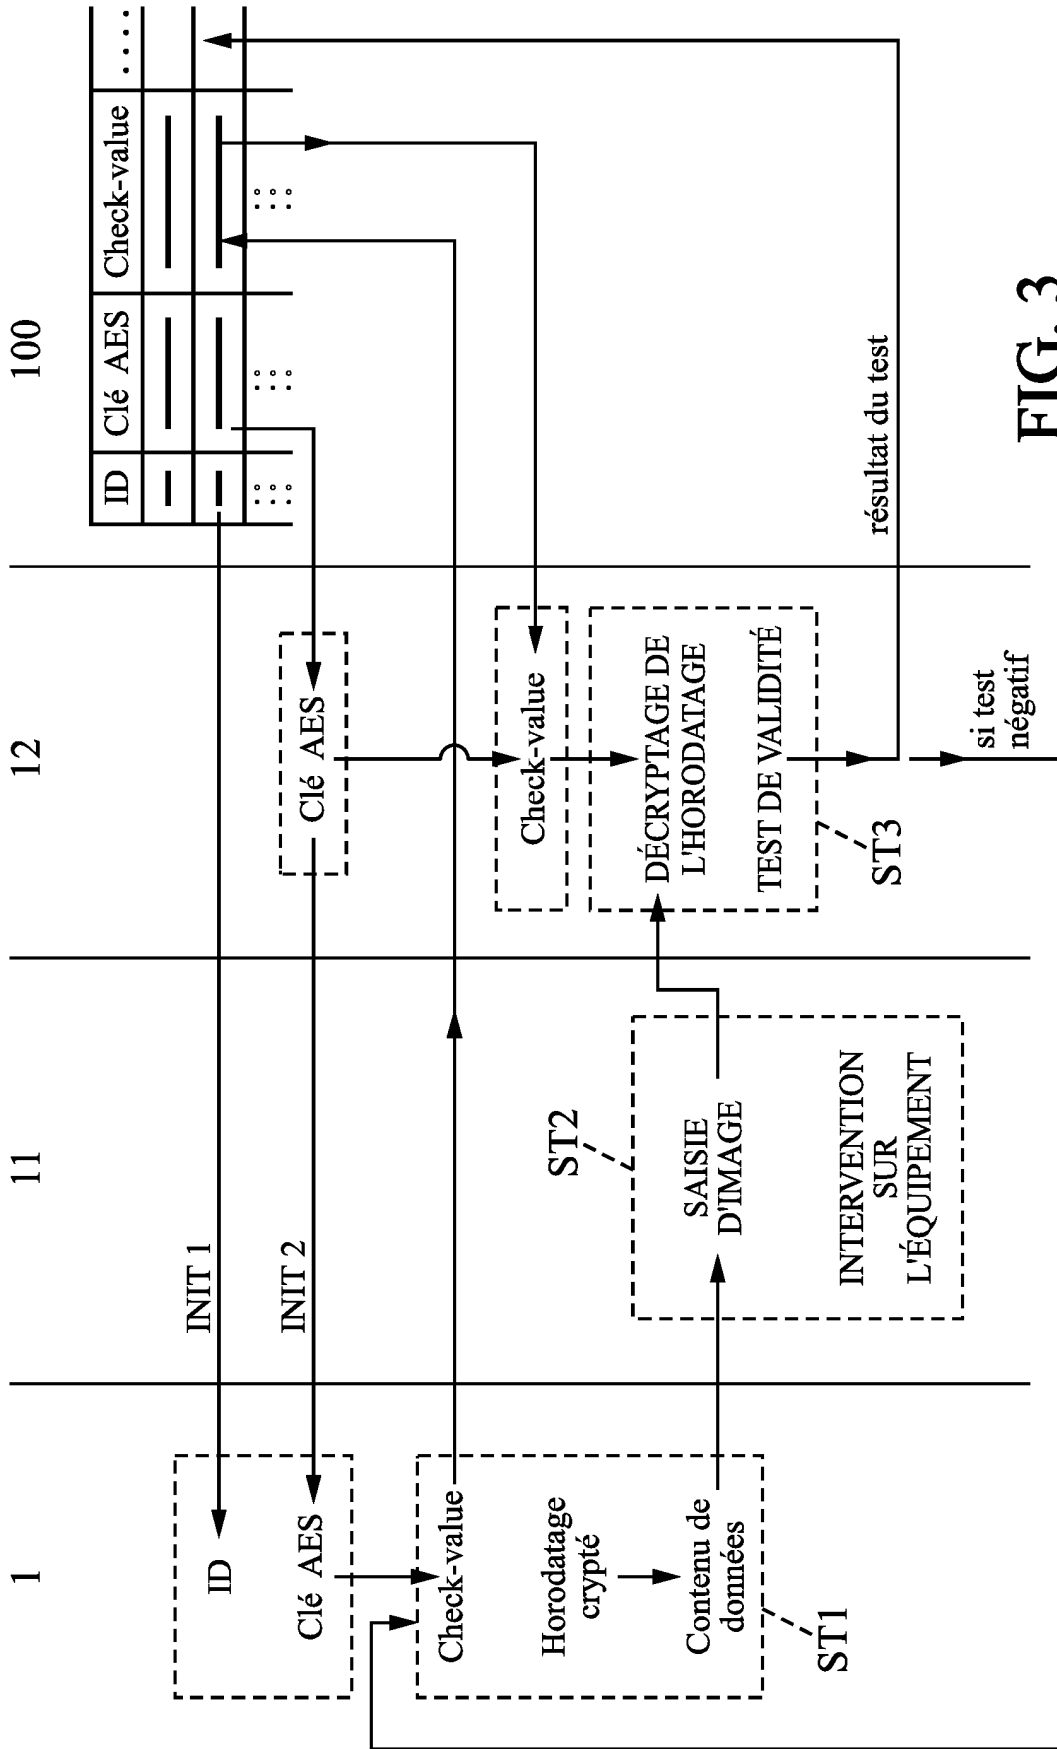 1
11
12
100
ID
Clé AES
Check-value
....
INIT 1
INIT 2
ID
Clé AES
Clé AES
Check-value
Check-value
Horodatage
crypté
Contenu de
données
ST1
ST2
SAISIE
D'IMAGE
INTERVENTION
SUR
L'ÉQUIPEMENT
DÉCRYPTAGE DE
L'HORODATAGE
TEST DE VALIDITÉ
ST3
résultat du test
si test
négatif
FIG. 3